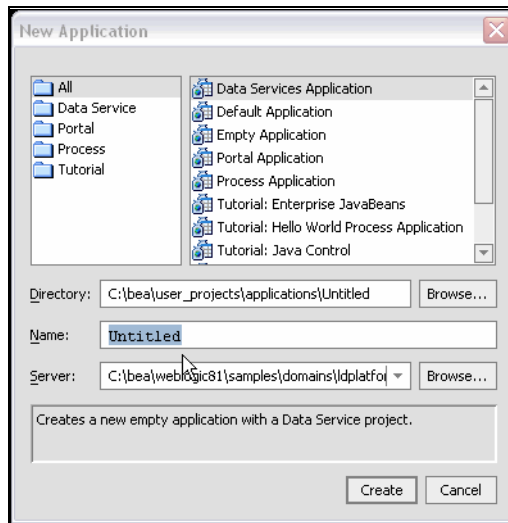 New Application
All
Data Service
Portal
Process
Tutorial
Data Services Application
Default Application
Empty Application
Portal Application
Process Application
Tutorial: Enterprise JavaBeans
Tutorial: Hello World Process Application
Tutorial: Java Control
Directory: C:\bea\user_projects\applications\Untitled Browse...
Name: Untitled
Server: C:\bea\weblogic81\samples\domains\ldplatfor Browse...
Creates a new empty application with a Data Service project.
Create Cancel